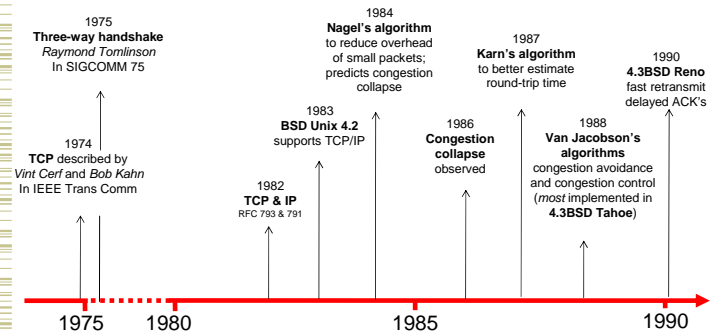 1975
Three-way handshake
Raymond Tomlinson
In SIGCOMM 75
1974
TCP described by
Vint Cerf and Bob Kahn
In IEEE Trans Comm
1982
TCP & IP
RFC 793 & 791
1983
BSD Unix 4.2
supports TCP/IP
1984
Nagel's algorithm
to reduce overhead
of small packets;
predicts congestion
collapse
1986
Congestion
collapse
observed
1987
Karn's algorithm
to better estimate
round-trip time
1988
Van Jacobson's
algorithms
congestion avoidance
and congestion control
(most implemented in
4.3BSD Tahoe)
1990
4.3BSD Reno
fast retransmit
delayed ACK's
1975
1980
1985
1990